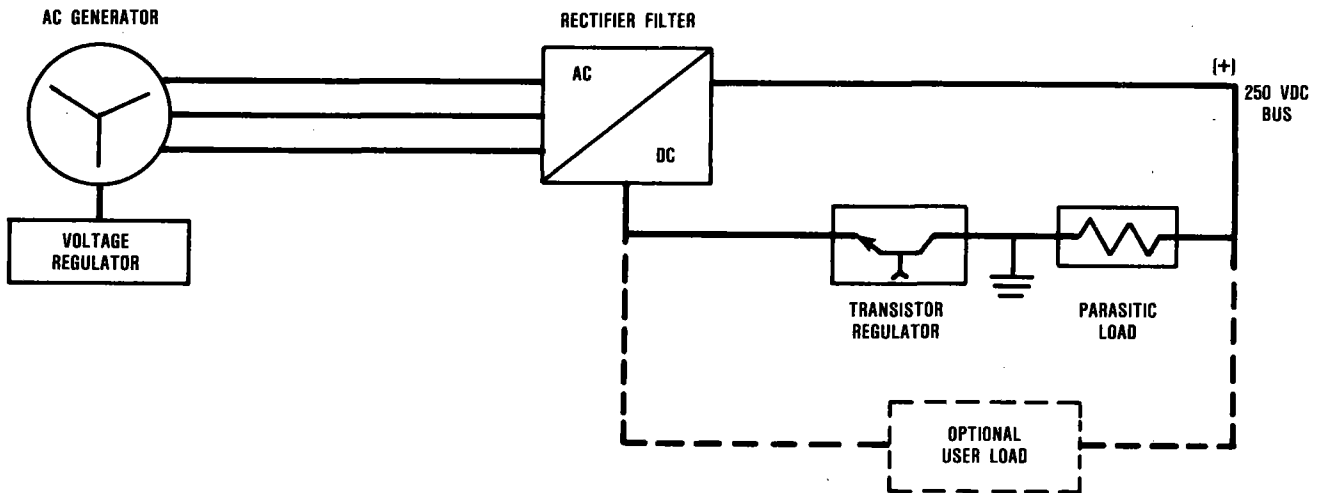 AC GENERATOR
RECTIFIER FILTER
AC
DC
(+)
250 VDC
BUS
VOLTAGE
REGULATOR
TRANSISTOR
REGULATOR
PARASITIC
LOAD
OPTIONAL
USER LOAD